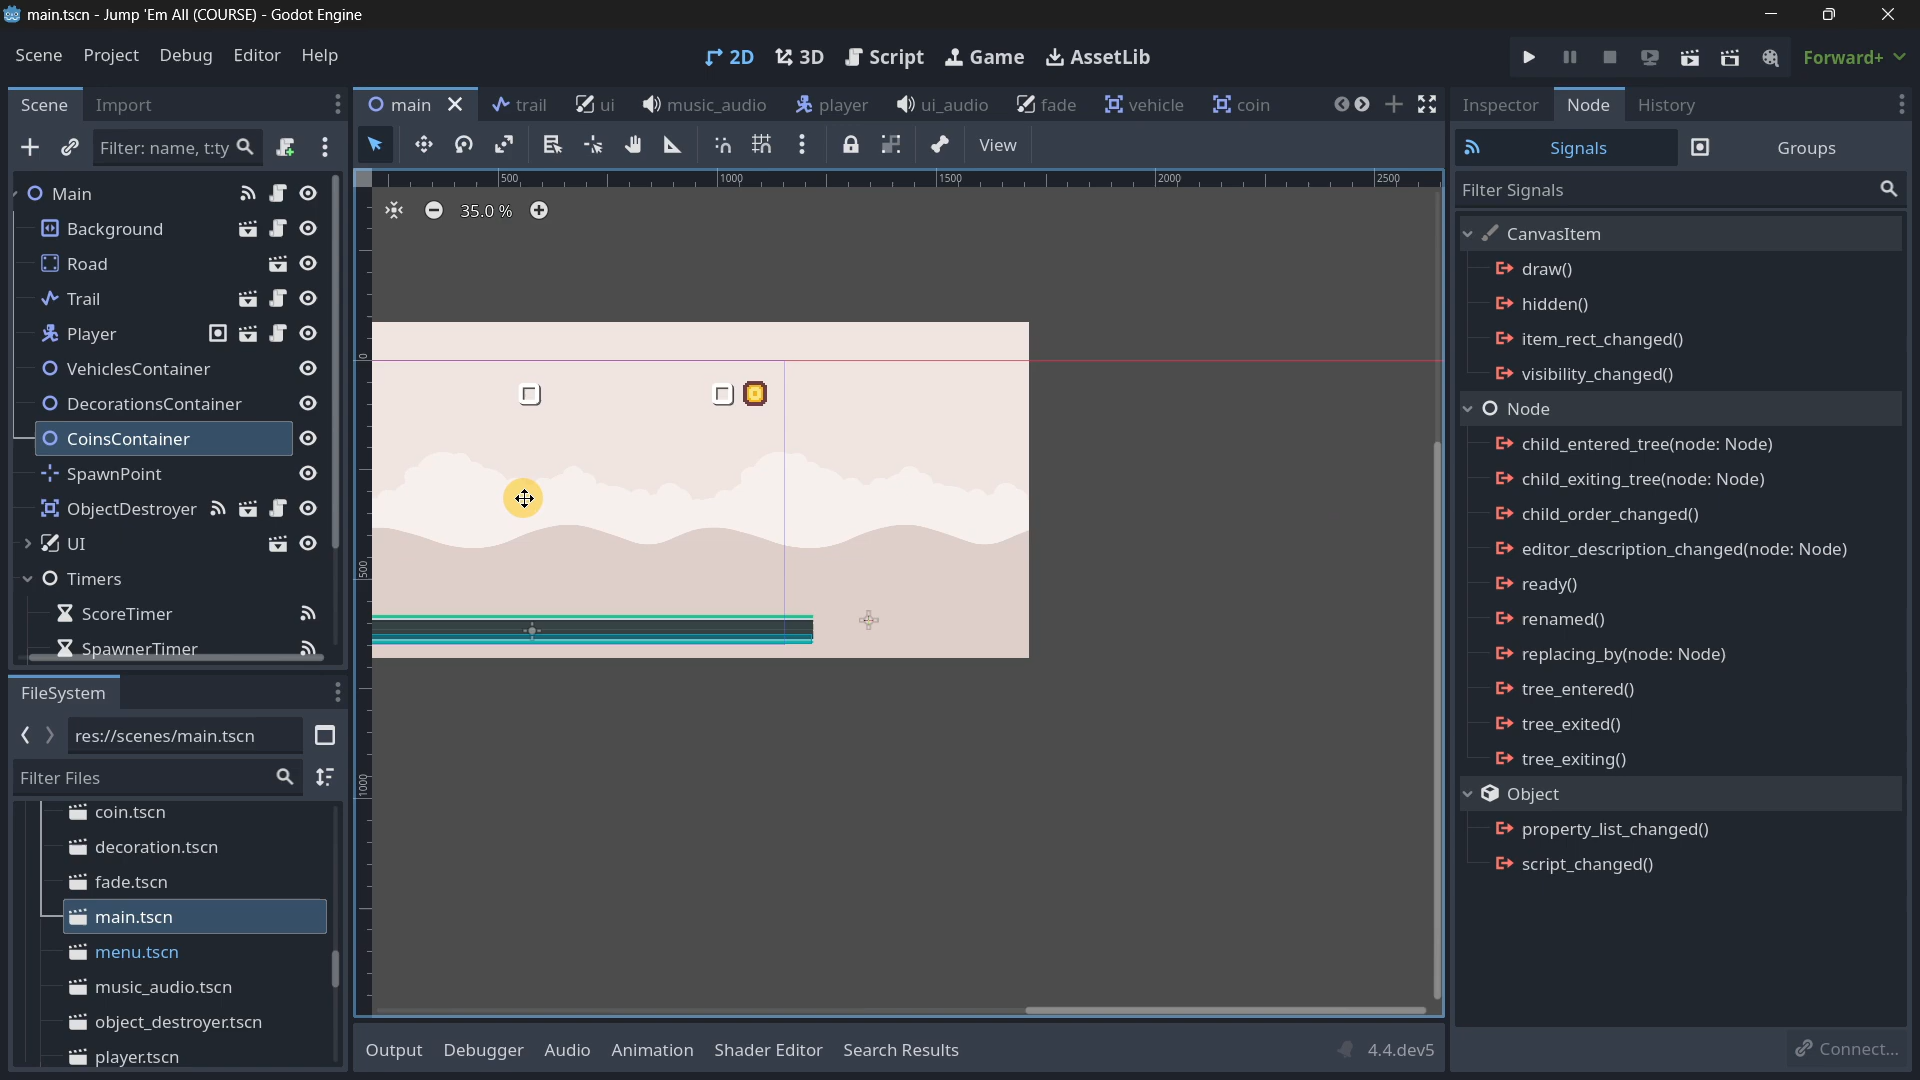 main.tscn - Jump 'Em All (COURSE) - Godot Engine
Scene Project Debug Editor Help
2D 3D Script Game AssetLib
Forward+
Scene Import
Filter: name, t:ty
Main
Background
Road
Trail
Player
VehiclesContainer
DecorationsContainer
CoinsContainer
SpawnPoint
ObjectDestroyer
UI
Timers
ScoreTimer
SpawnerTimer
FileSystem
res://scenes/main.tscn
Filter Files
coin.tscn
decoration.tscn
fade.tscn
main.tscn
menu.tscn
music_audio.tscn
object_destroyer.tscn
player.tscn
main trail ui music_audio player ui_audio fade vehicle coin
View
500 1000 1500 2000 2500
35.0 %
0
500
1000
Output Debugger Audio Animation Shader Editor Search Results
4.4.dev5
Inspector Node History
Signals Groups
Filter Signals
CanvasItem
draw()
hidden()
item_rect_changed()
visibility_changed()
Node
child_entered_tree(node: Node)
child_exiting_tree(node: Node)
child_order_changed()
editor_description_changed(node: Node)
ready()
renamed()
replacing_by(node: Node)
tree_entered()
tree_exited()
tree_exiting()
Object
property_list_changed()
script_changed()
Connect...